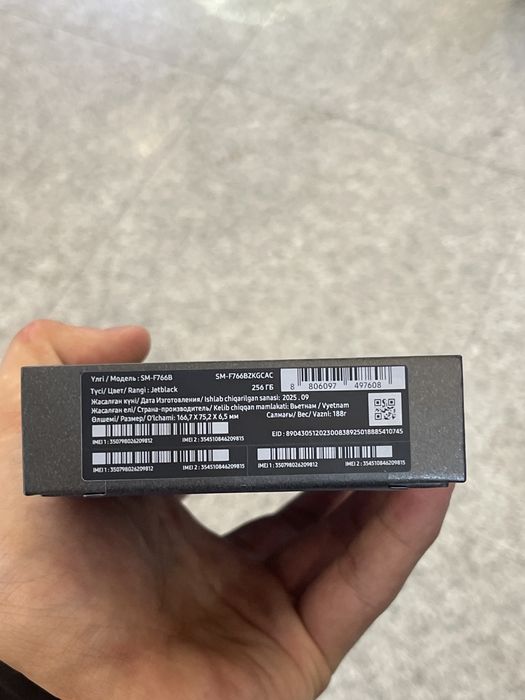 Үлгі / Модель : SM-F766B SM-F766BZKGCAC
Түсі/ Цвет/ Rangi : Jetblack 256 ГБ
8 806097 497608
Жасалған күні/ Дата Изготовления/ Ishlab chiqarilgan sanasi: 2025 . 09
Жасалған елі/ Страна-производитель/ Kelib chiqqan mamlakati: Вьетнам / Vyetnam
Өлшемі/ Размер/ O'lchami: 166,7 X 75,2 X 6,5 мм Салмағы/ Вес/ Vazni: 188г
IMEI 1 : 350798026209812 IMEI 2 : 354510846209815
EID : 89043051202300838925018885410745
IMEI 1 : 350798026209812 IMEI 2 : 354510846209815
IMEI 1 : 350798026209812 IMEI 2 : 354510846209815